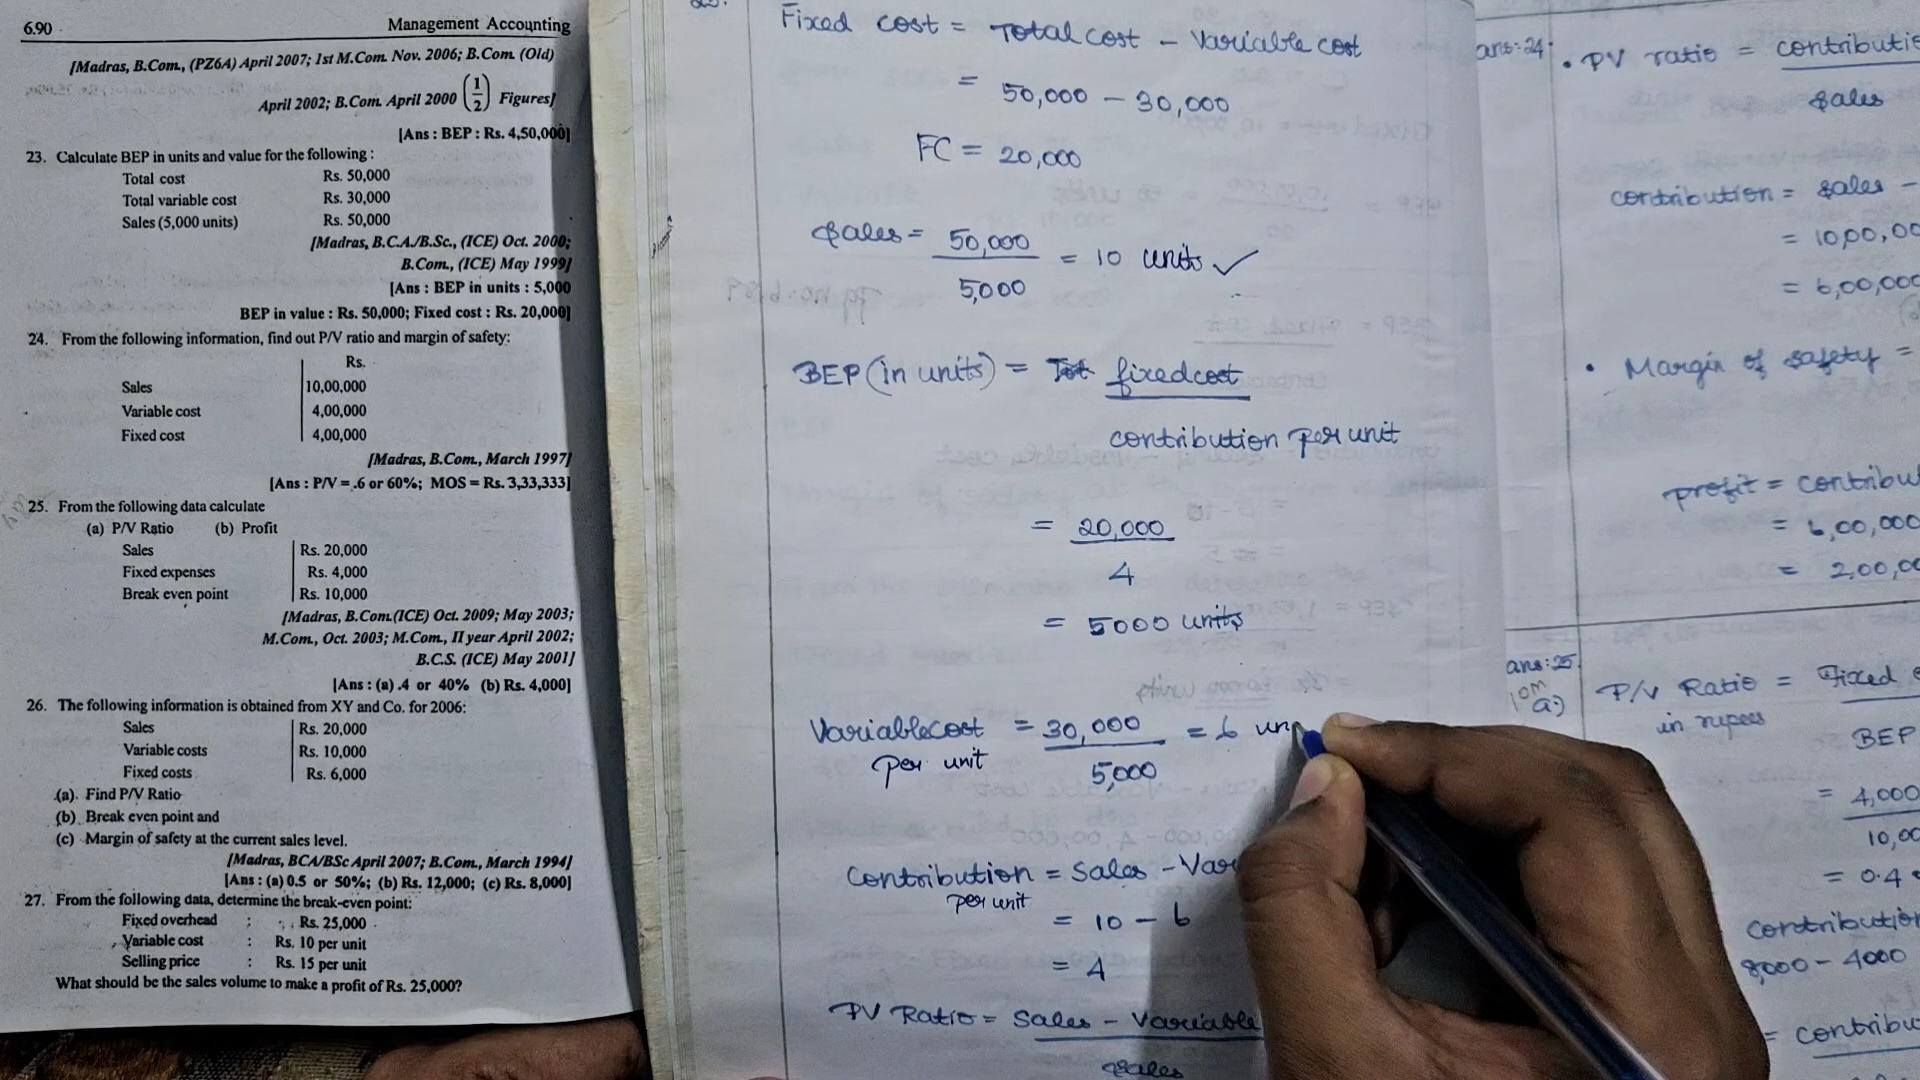 6.90 Management Accounting
[Madras, B.Com., (PZ6A) April 2007; 1st M.Com. Nov. 2006; B.Com. (Old)
April 2002; B.Com. April 2000 (1/2) Figures]
[Ans : BEP : Rs. 4,50,000]
23. Calculate BEP in units and value for the following :
Total cost Rs. 50,000
Total variable cost Rs. 30,000
Sales (5,000 units) Rs. 50,000
[Madras, B.C.A./B.Sc., (ICE) Oct. 2000;
B.Com., (ICE) May 1999]
[Ans : BEP in units : 5,000
BEP in value : Rs. 50,000; Fixed cost : Rs. 20,000]
24. From the following information, find out P/V ratio and margin of safety:
Rs.
Sales 10,00,000
Variable cost 4,00,000
Fixed cost 4,00,000
[Madras, B.Com., March 1997]
[Ans : P/V = .6 or 60%; MOS = Rs. 3,33,333]
25. From the following data calculate
(a) P/V Ratio (b) Profit
Sales Rs. 20,000
Fixed expenses Rs. 4,000
Break even point Rs. 10,000
[Madras, B.Com.(ICE) Oct. 2009; May 2003;
M.Com., Oct. 2003; M.Com., II year April 2002;
B.C.S. (ICE) May 2001]
[Ans : (a) .4 or 40% (b) Rs. 4,000]
26. The following information is obtained from XY and Co. for 2006:
Sales Rs. 20,000
Variable costs Rs. 10,000
Fixed costs Rs. 6,000
(a). Find P/V Ratio
(b). Break even point and
(c) Margin of safety at the current sales level.
[Madras, BCA/BSc April 2007; B.Com., March 1994]
[Ans : (a) 0.5 or 50%; (b) Rs. 12,000; (c) Rs. 8,000]
27. From the following data, determine the break-even point:
Fixed overhead : Rs. 25,000
Variable cost : Rs. 10 per unit
Selling price : Rs. 15 per unit
What should be the sales volume to make a profit of Rs. 25,000?
Fixed cost = Total cost - Variable cost
= 50,000 - 30,000
FC = 20,000
Sales = 50,000
= 10 units ✓
5,000
BEP (in units) = fixed cost
contribution per unit
= 20,000
4
= 5000 units
Variable cost = 30,000 = 6 uni
per unit 5,000
Contribution = Sales - Var
per unit
= 10 - 6
= 4
PV Ratio = Sales - Variable
Sales
ans: 24 • PV ratio = contributi
Sales
contribution = Sales -
= 10,00,00
= 6,00,000
• Margin of safety =
profit = contribu
= 6,00,000
= 2,00,00
ans: 25
10m
a.)
P/V Ratio = Fixed
in rupees
BEP
= 4,000
10,00
= 0.4
contribution
8,000 - 4000
= contribu